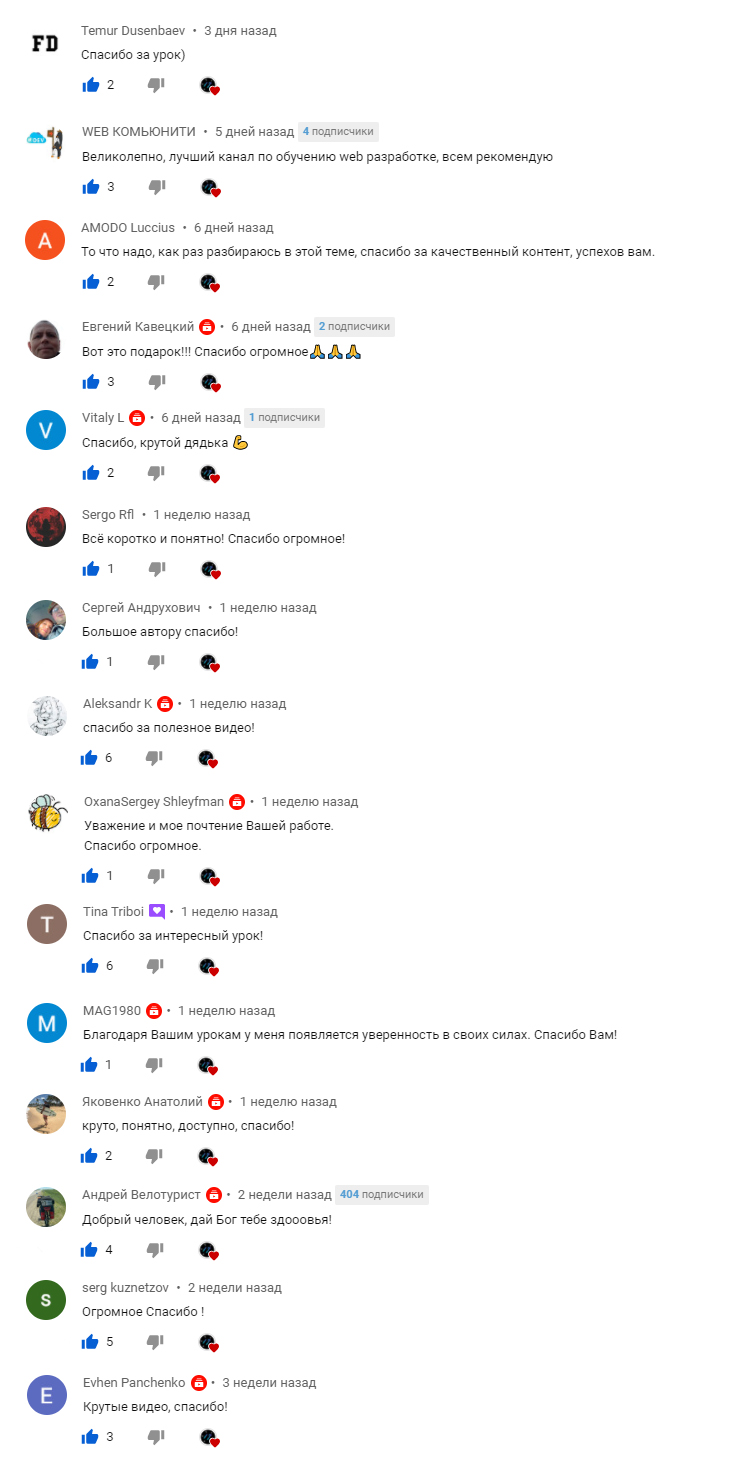 FD
Temur Dusenbaev • 3 дня назад
Спасибо за урок)
2
WEB КОМЬЮНИТИ • 5 дней назад 4 подписчики
Великолепно, лучший канал по обучению web разработке, всем рекомендую
3
A
AMODO Luccius • 6 дней назад
То что надо, как раз разбираюсь в этой теме, спасибо за качественный контент, успехов вам.
2
Евгений Кавецкий • 6 дней назад 2 подписчики
Вот это подарок!!! Спасибо огромное🙏🙏🙏
3
V
Vitaly L • 6 дней назад 1 подписчики
Спасибо, крутой дядька 💪
2
Sergo Rfl • 1 неделю назад
Всё коротко и понятно! Спасибо огромное!
1
Сергей Андрухович • 1 неделю назад
Большое автору спасибо!
1
Aleksandr K • 1 неделю назад
спасибо за полезное видео!
6
OxanaSergey Shleyfman • 1 неделю назад
Уважение и мое почтение Вашей работе.
Спасибо огромное.
1
T
Tina Triboi • 1 неделю назад
Спасибо за интересный урок!
6
M
MAG1980 • 1 неделю назад
Благодаря Вашим урокам у меня появляется уверенность в своих силах. Спасибо Вам!
1
Яковенко Анатолий • 1 неделю назад
круто, понятно, доступно, спасибо!
2
Андрей Велотурист • 2 недели назад 404 подписчики
Добрый человек, дай Бог тебе здооовья!
4
s
serg kuznetzov • 2 недели назад
Огромное Спасибо !
5
E
Evhen Panchenko • 3 недели назад
Крутые видео, спасибо!
3